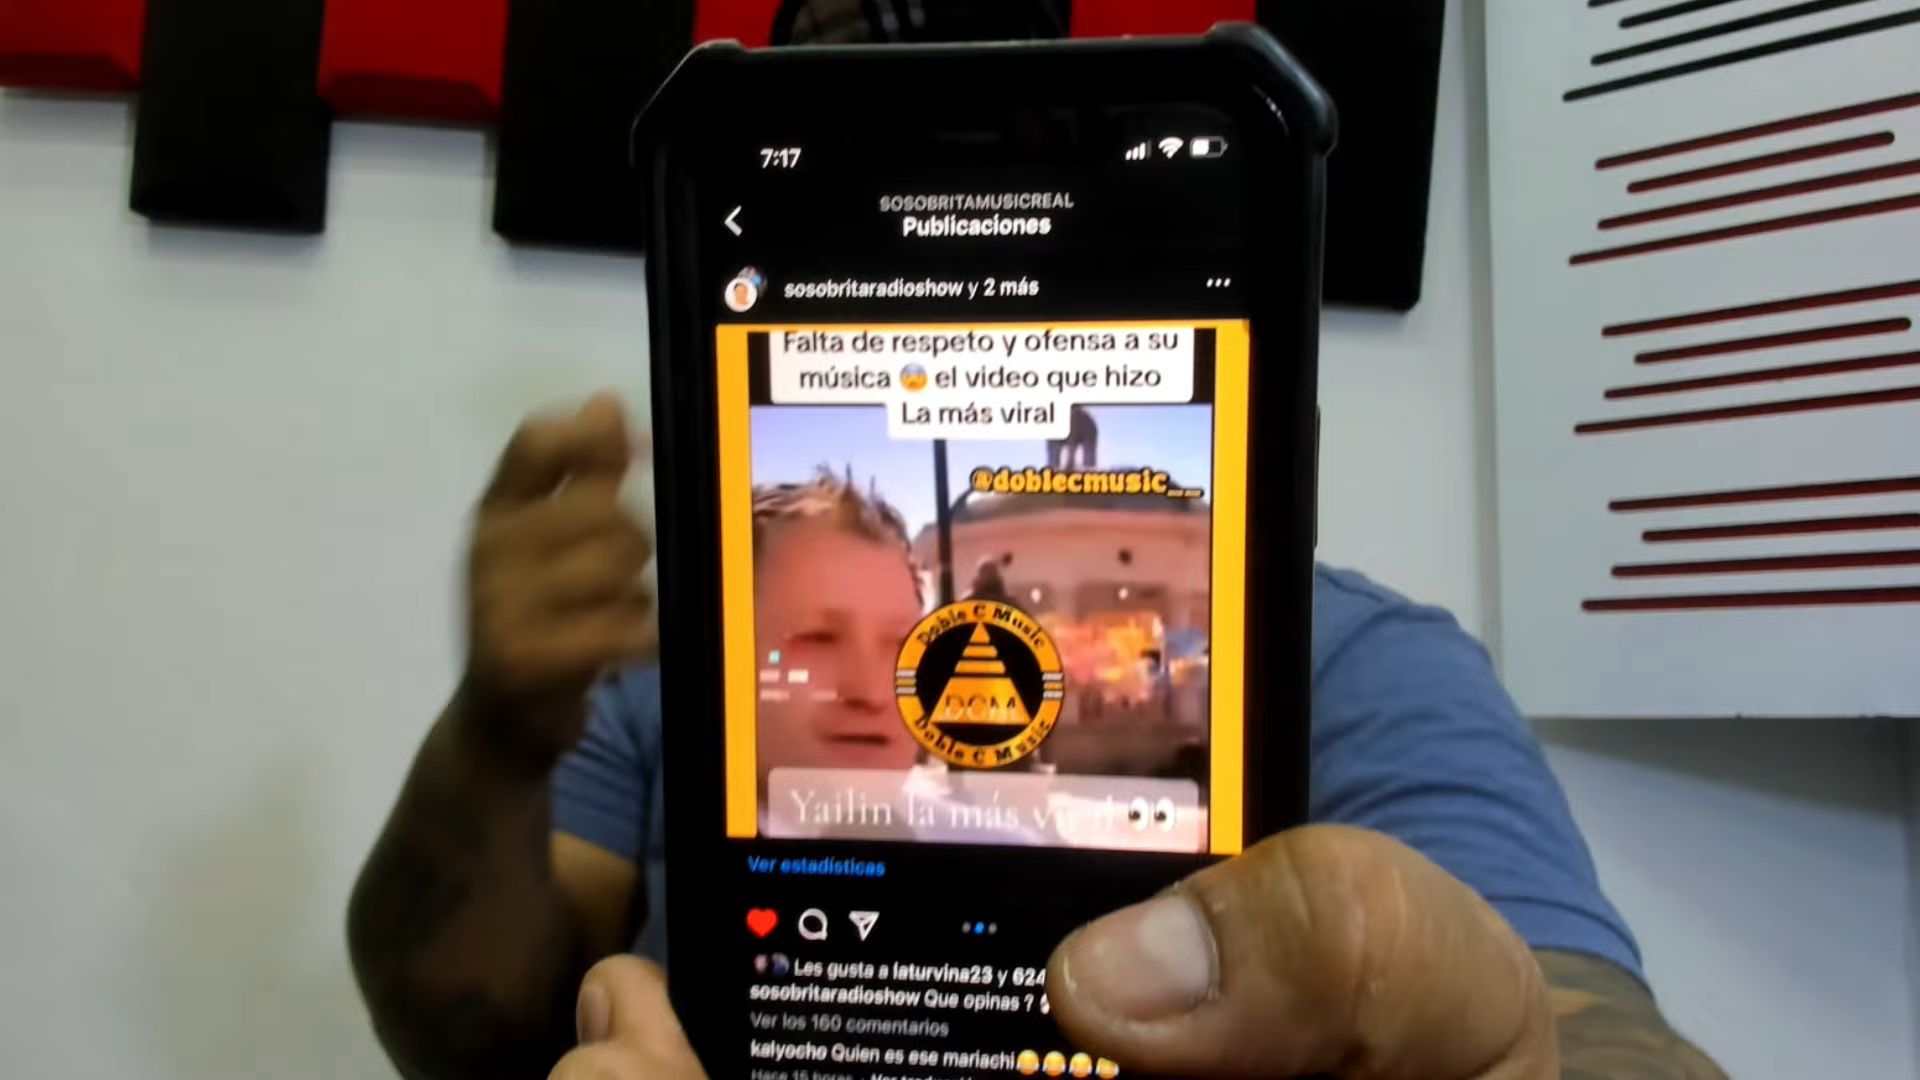 7:17
SOSOBRITAMUSICREAL
Publicaciones
sosobritaradioshow y 2 más
Falta de respeto y ofensa a su
música 😨 el video que hizo
La más viral
@doblecmusic__
Doble C Music
DCM
Doble C Music
Yailin la más viral 👀
Ver estadísticas
Les gusta a laturvina23 y 624
sosobritaradioshow Que opinas ?
Ver los 160 comentarios
kalyocho Quien es ese mariachi
Hace 15 horas